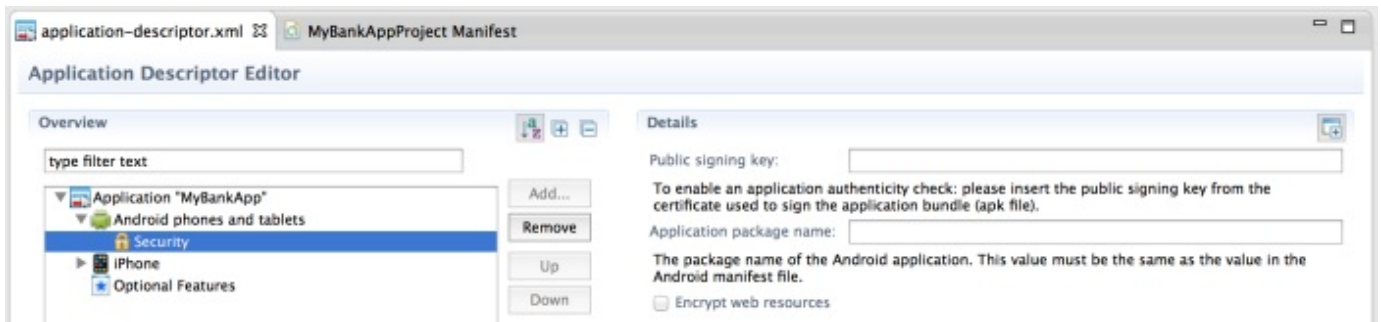 application-descriptor.xml
MyBankAppProject Manifest
Application Descriptor Editor
Overview
type filter text
Application "MyBankApp"
Android phones and tablets
Security
iPhone
Optional Features
Add...
Remove
Up
Down
Details
Public signing key:
To enable an application authenticity check: please insert the public signing key from the
certificate used to sign the application bundle (apk file).
Application package name:
The package name of the Android application. This value must be the same as the value in the
Android manifest file.
Encrypt web resources